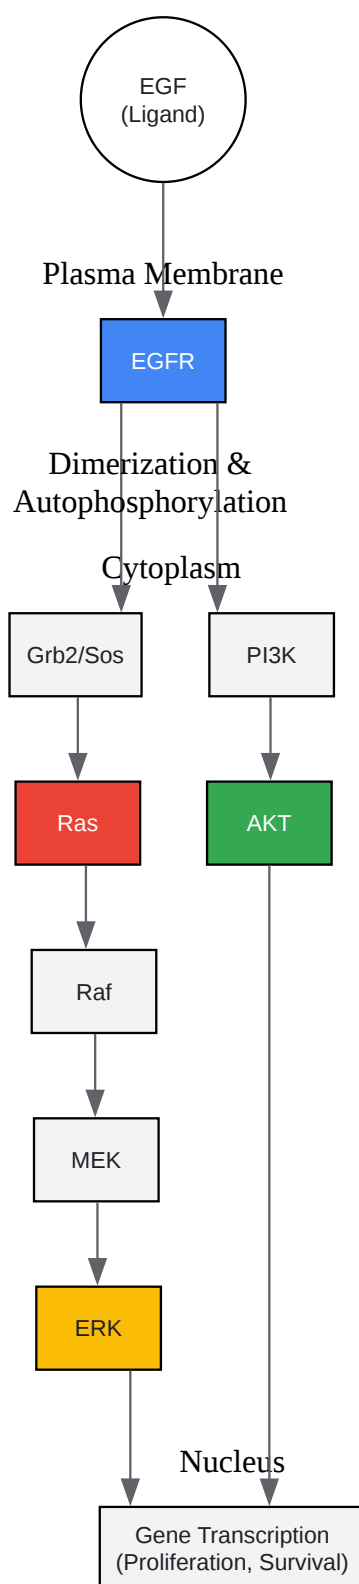 EGF
(Ligand)
Plasma Membrane
EGFR
Dimerization &
Autophosphorylation
Cytoplasm
Grb2/Sos
PI3K
Ras
AKT
Raf
MEK
ERK
Nucleus
Gene Transcription
(Proliferation, Survival)